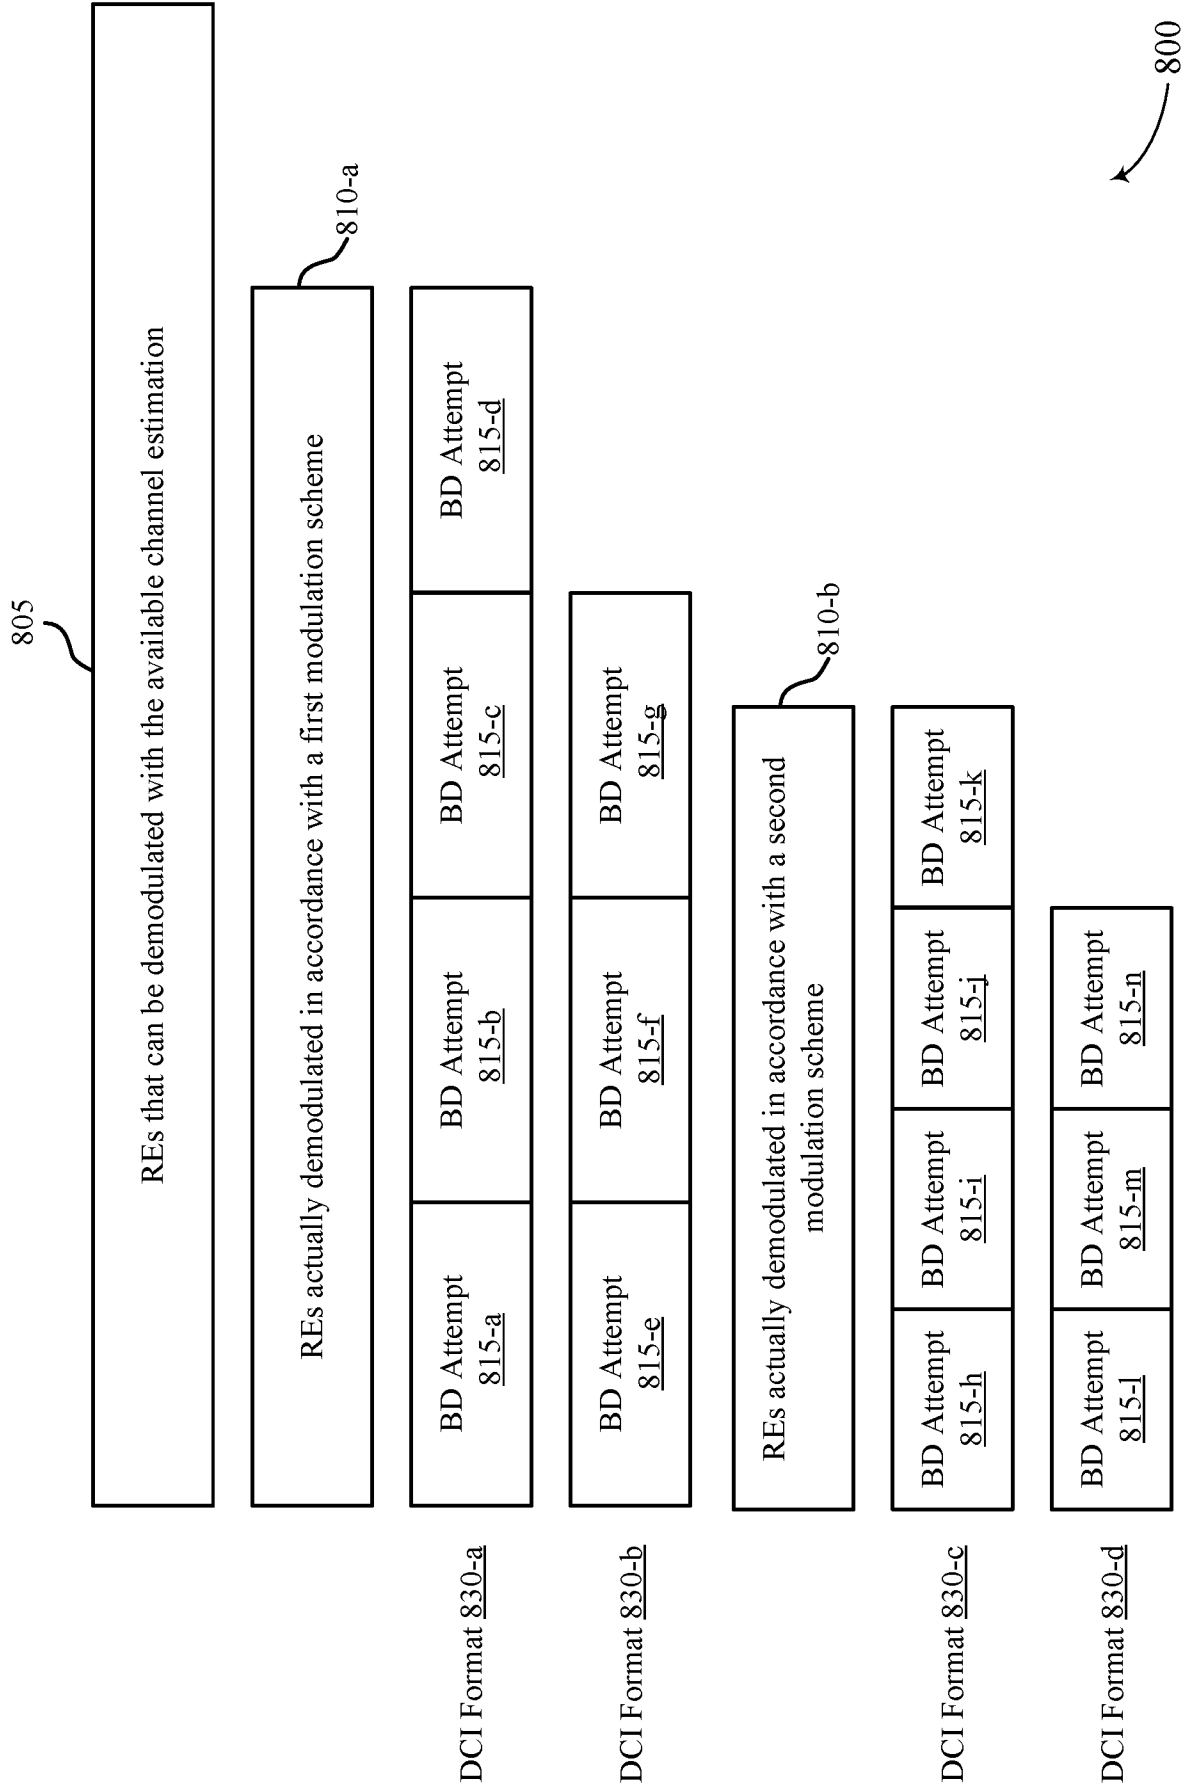 805
REs that can be demodulated with the available channel estimation
810-a
REs actually demodulated in accordance with a first modulation scheme
DCI Format 830-a
BD Attempt
815-a
BD Attempt
815-b
BD Attempt
815-c
BD Attempt
815-d
DCI Format 830-b
BD Attempt
815-e
BD Attempt
815-f
BD Attempt
815-g
810-b
REs actually demodulated in accordance with a second
modulation scheme
DCI Format 830-c
BD Attempt
815-h
BD Attempt
815-i
BD Attempt
815-j
BD Attempt
815-k
DCI Format 830-d
BD Attempt
815-l
BD Attempt
815-m
BD Attempt
815-n
800